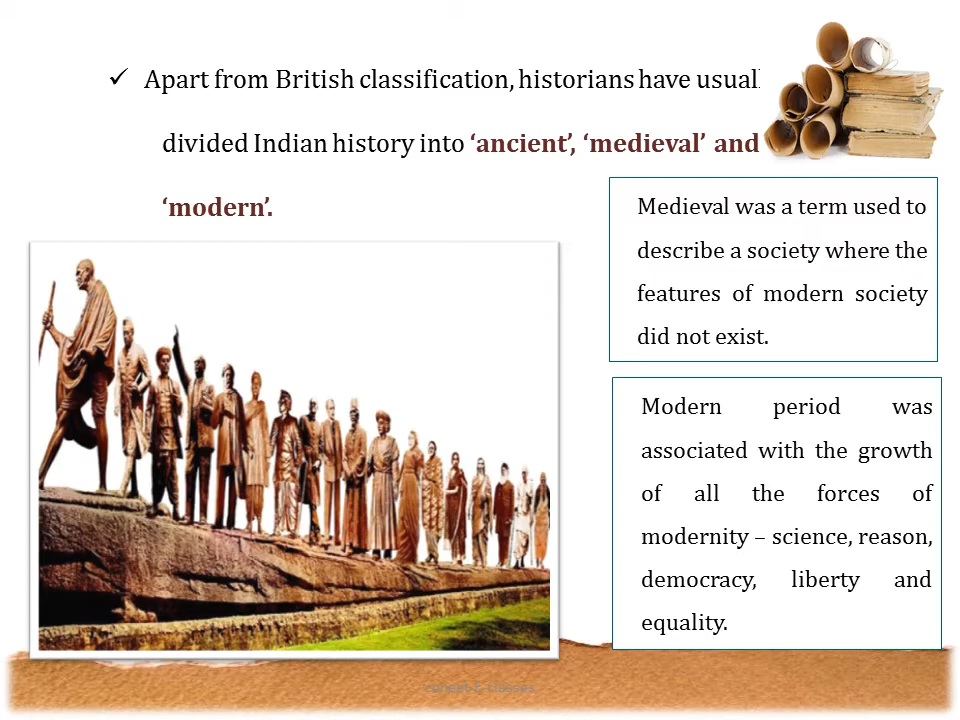 ✓ Apart from British classification, historians have usuall
divided Indian history into ‘ancient’, ‘medieval’ and
‘modern’.
Medieval was a term used to
describe a society where the
features of modern society
did not exist.
Modern period was
associated with the growth
of all the forces of
modernity – science, reason,
democracy, liberty and
equality.